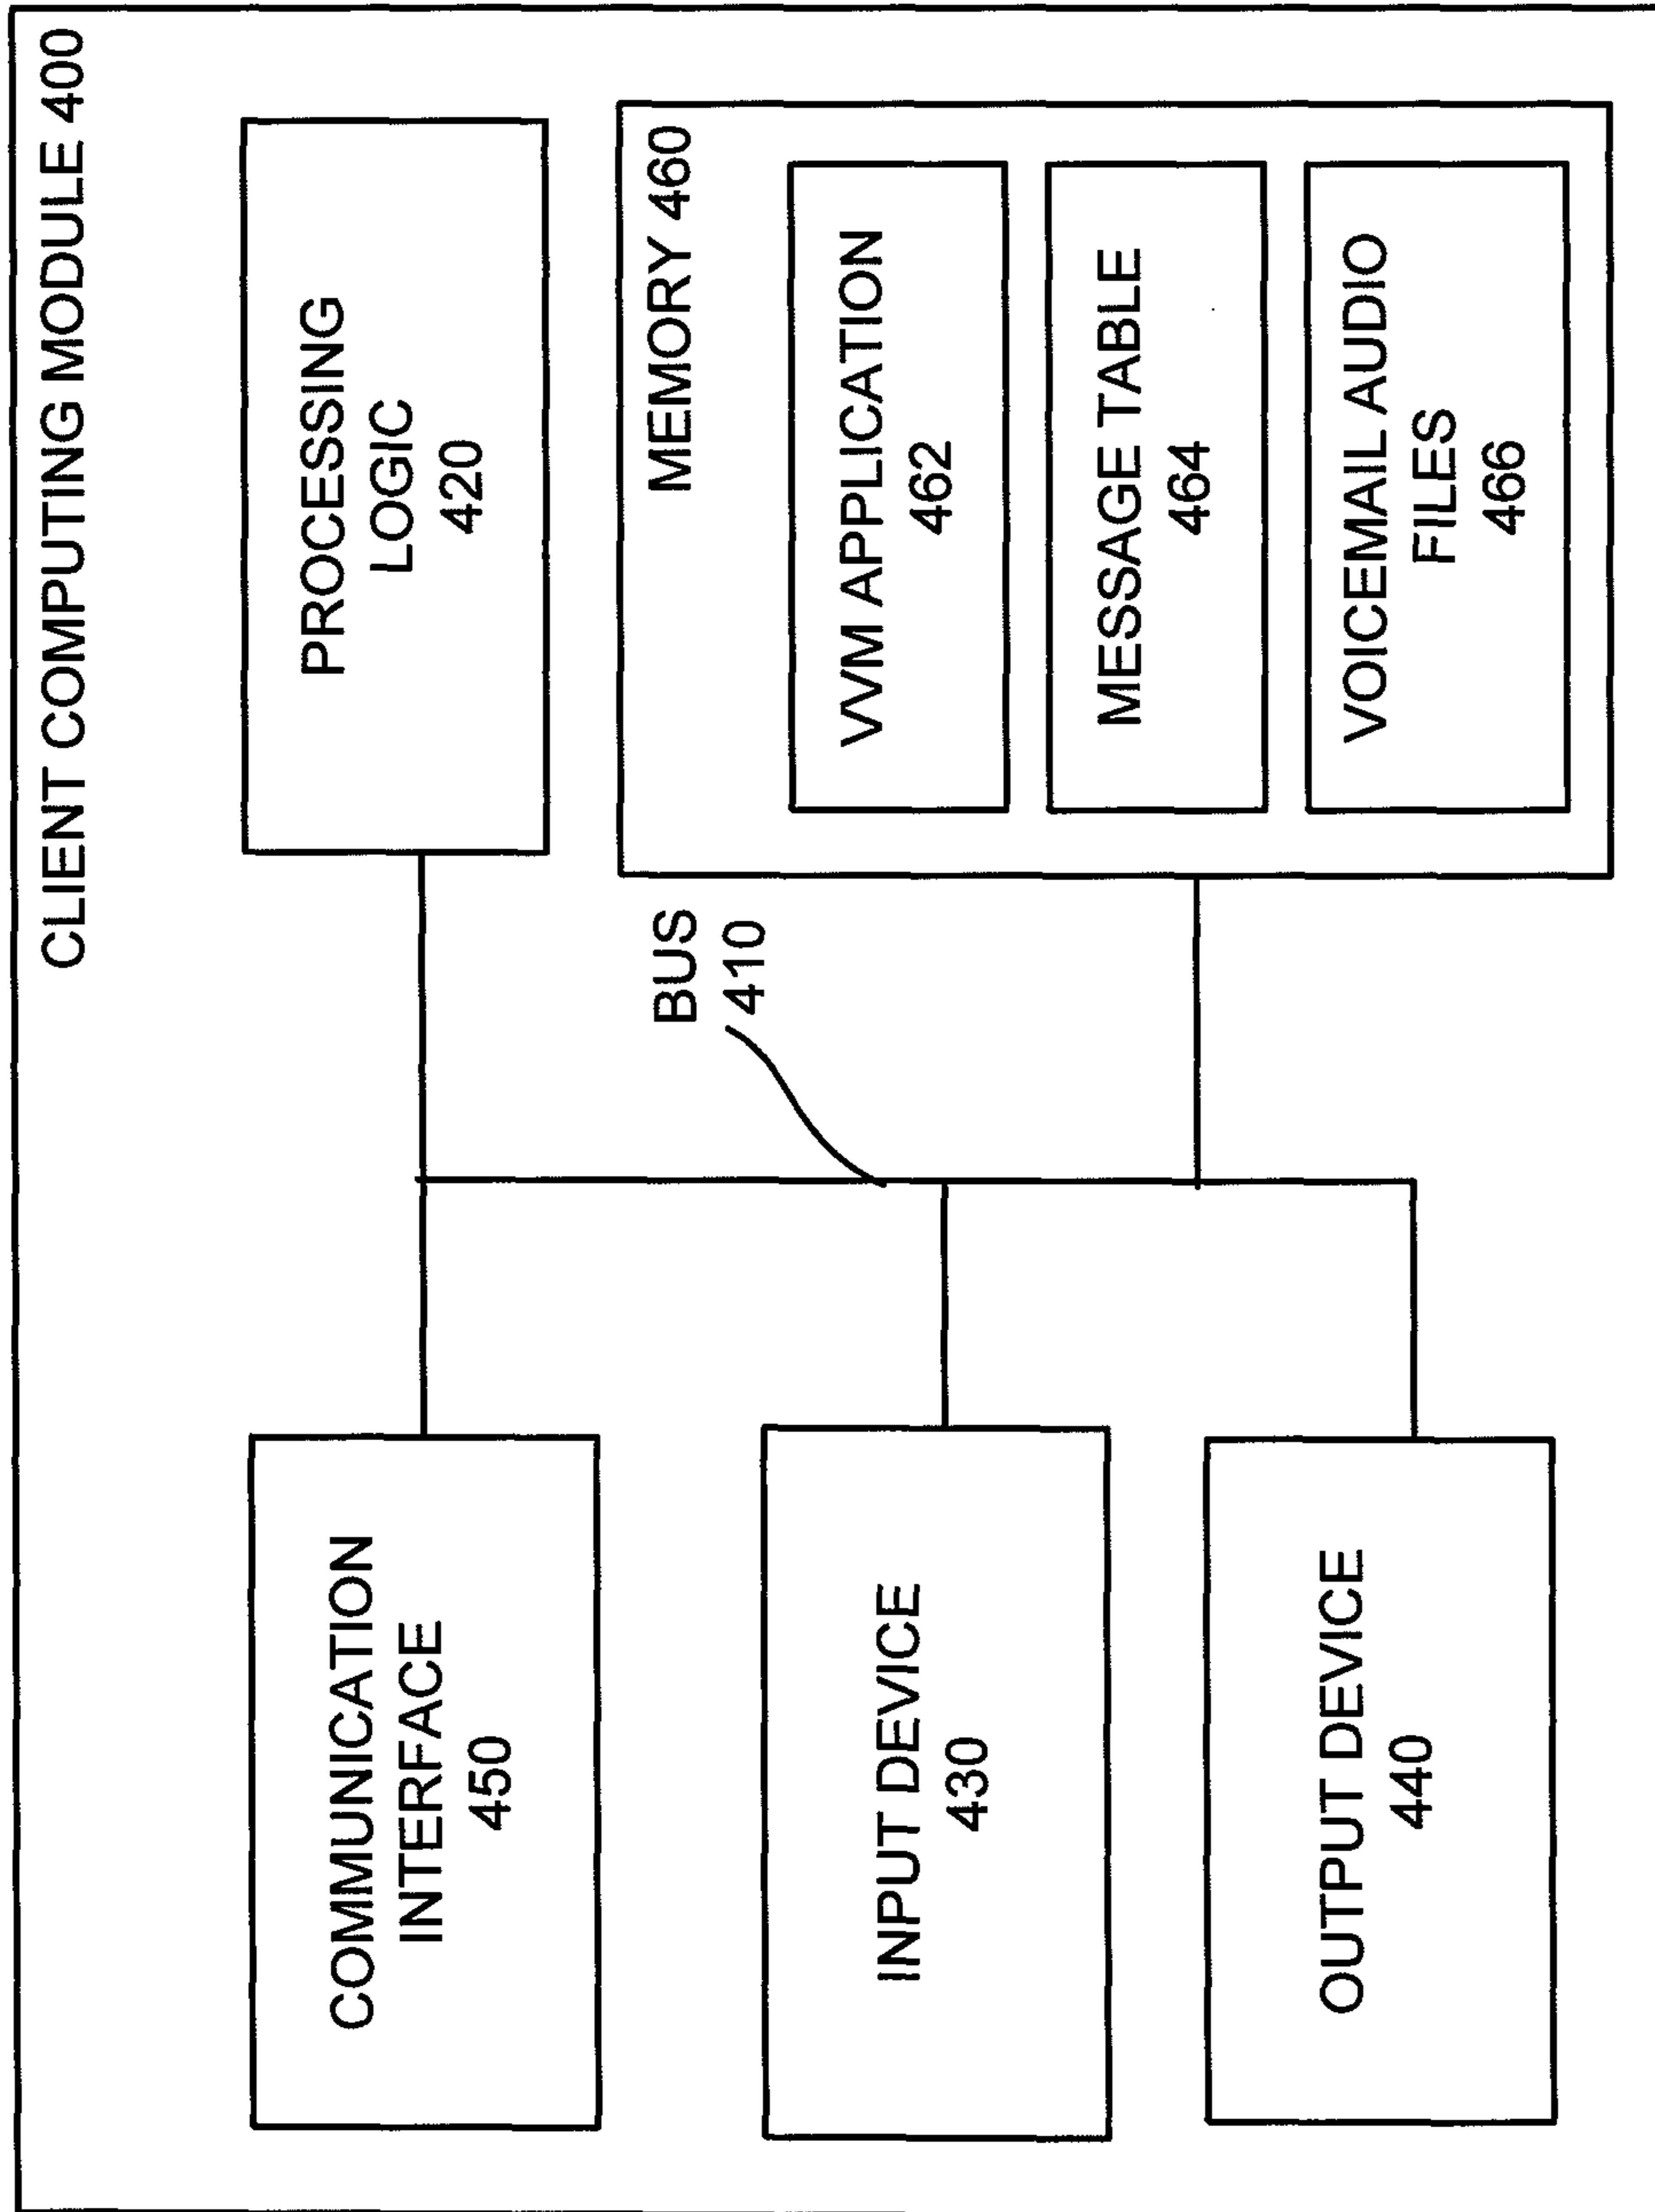 CLIENT COMPUTING MODULE 400
COMMUNICATION
INTERFACE
450
PROCESSING
LOGIC
420
BUS
410
INPUT DEVICE
430
OUTPUT DEVICE
440
MEMORY 460
VVM APPLICATION
462
MESSAGE TABLE
464
VOICEMAIL AUDIO
FILES
466